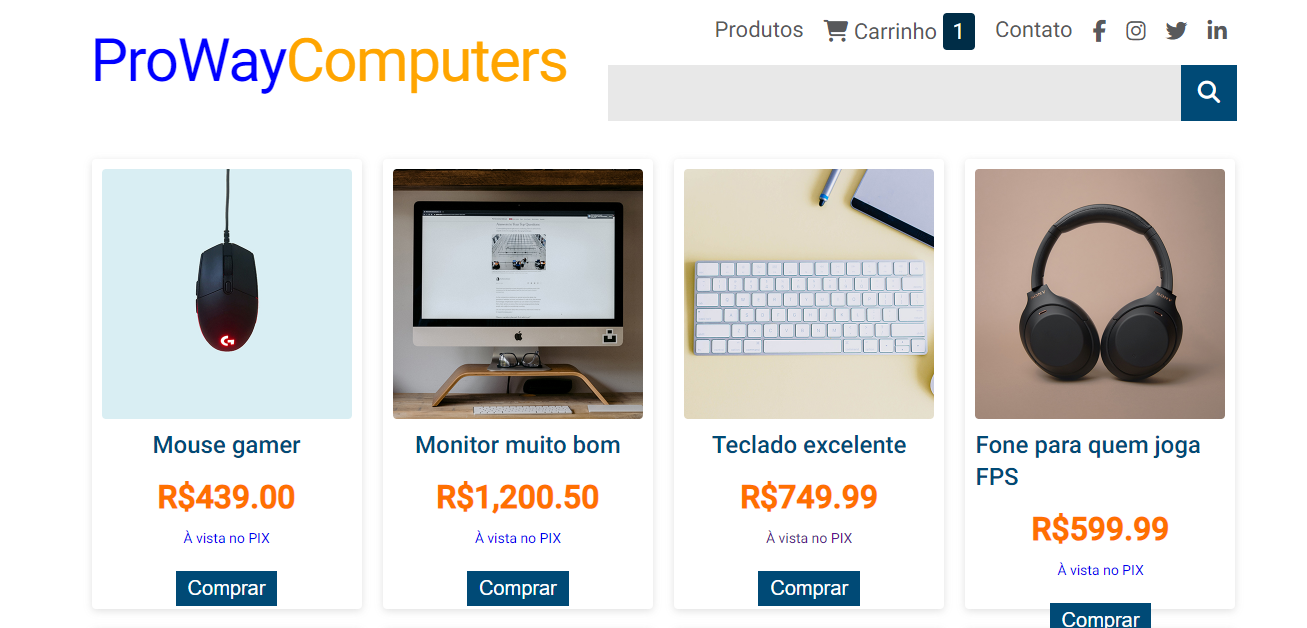 Produtos Carrinho 1 Contato
ProWayComputers
Mouse gamer
R$439.00
À vista no PIX
Comprar
Monitor muito bom
R$1,200.50
À vista no PIX
Comprar
Teclado excelente
R$749.99
À vista no PIX
Comprar
Fone para quem joga
FPS
R$599.99
À vista no PIX
Comprar